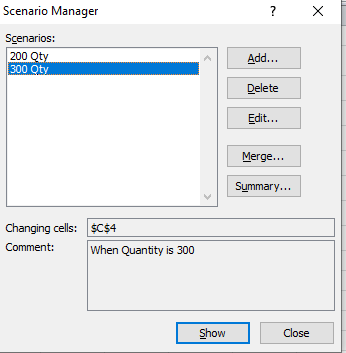 Scenario Manager
?
Scenarios:
200 Qty
300 Qty
Add...
Delete
Edit...
Merge...
Summary...
Changing cells: $C$4
Comment: When Quantity is 300
Show Close